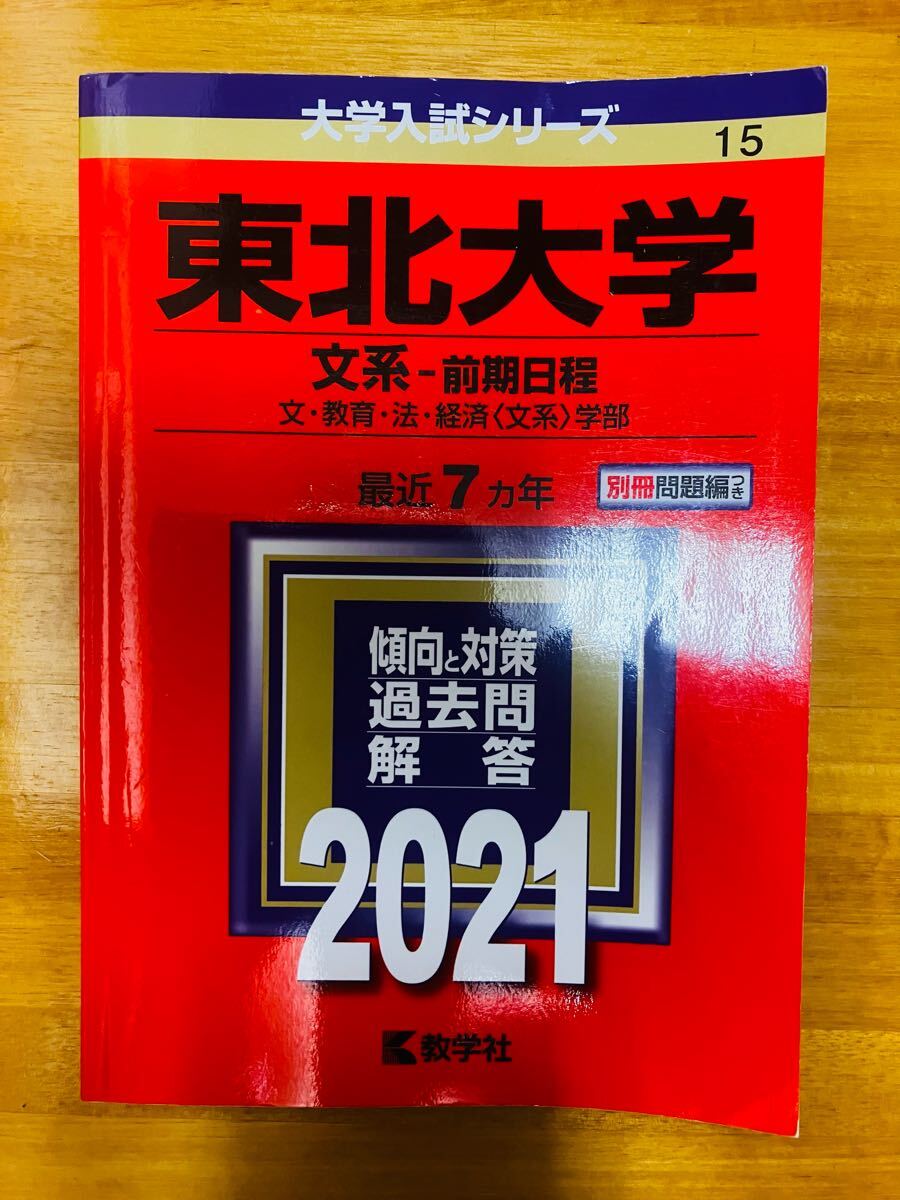 大学入試シリーズ
15
東北大学
文系-前期日程
文・教育・法・経済〈文系〉学部
最近7カ年
別冊問題編つき
傾向と対策
過去問
解答
2021
教学社